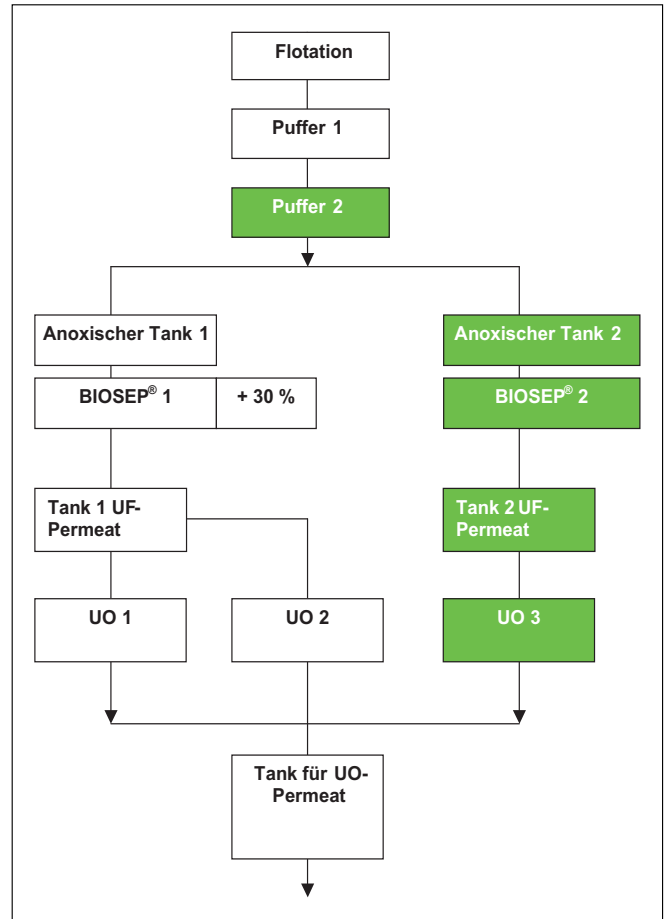 Flotation
Puffer 1
Puffer 2
Anoxischer Tank 1
Anoxischer Tank 2
BIOSEP® 1
+ 30 %
BIOSEP® 2
Tank 1 UF-
Permeat
Tank 2 UF-
Permeat
UO 1
UO 2
UO 3
Tank für UO-
Permeat